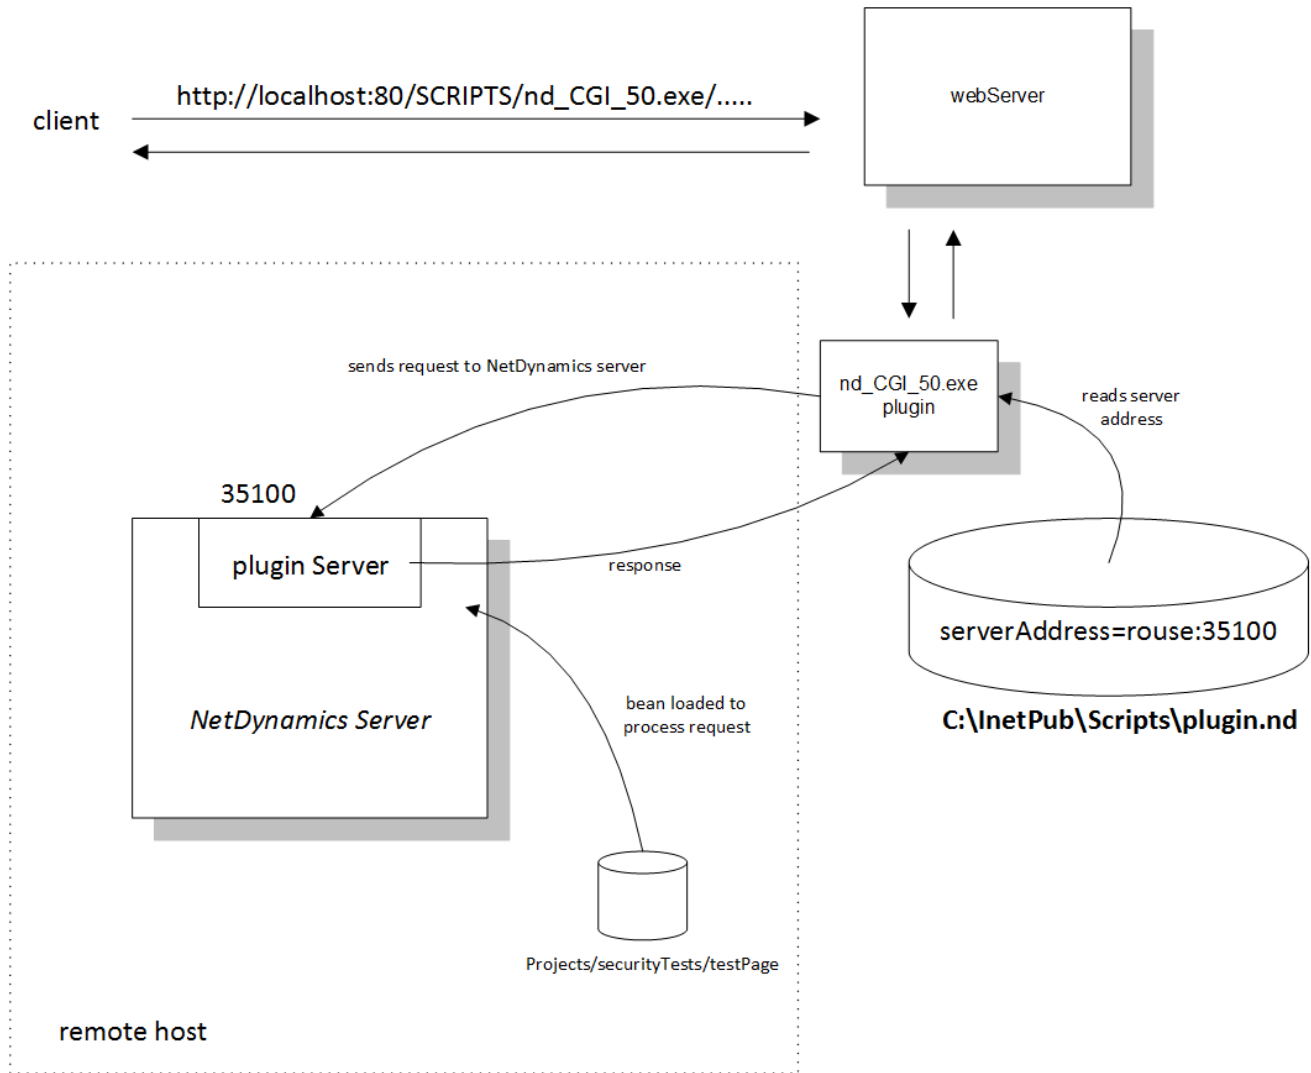 http://localhost:80/SCRIPTS/nd_CGI_50.exe/.....
client
webServer
sends request to NetDynamics server
nd_CGI_50.exe
plugin
reads server
address
35100
plugin Server
response
serverAddress=rouse:35100
NetDynamics Server
bean loaded to
process request
C:\InetPub\Scripts\plugin.nd
Projects/securityTests/testPage
remote host